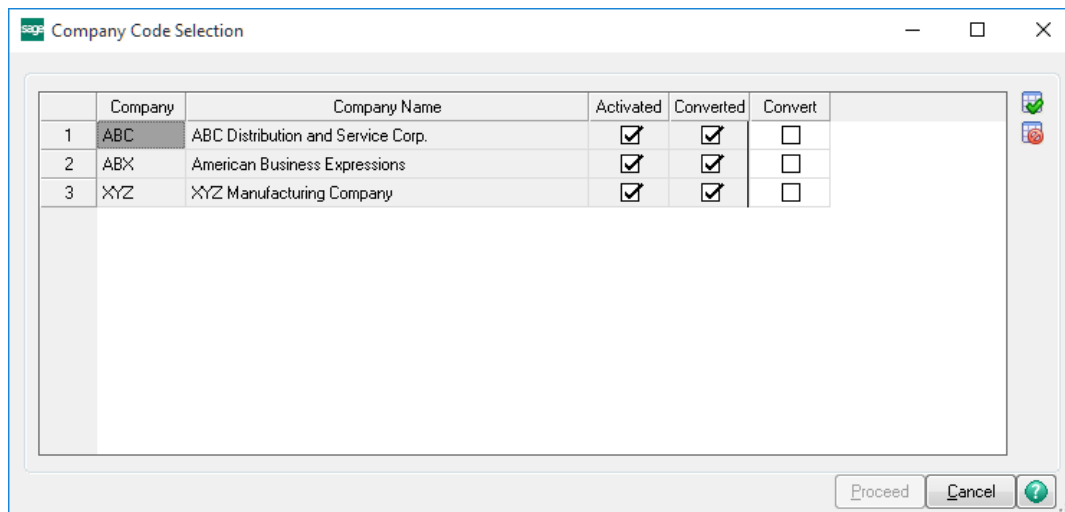 sage Company Code Selection
Company Company Name Activated Converted Convert
1 ABC ABC Distribution and Service Corp.
2 ABX American Business Expressions
3 XYZ XYZ Manufacturing Company
Proceed Cancel ?